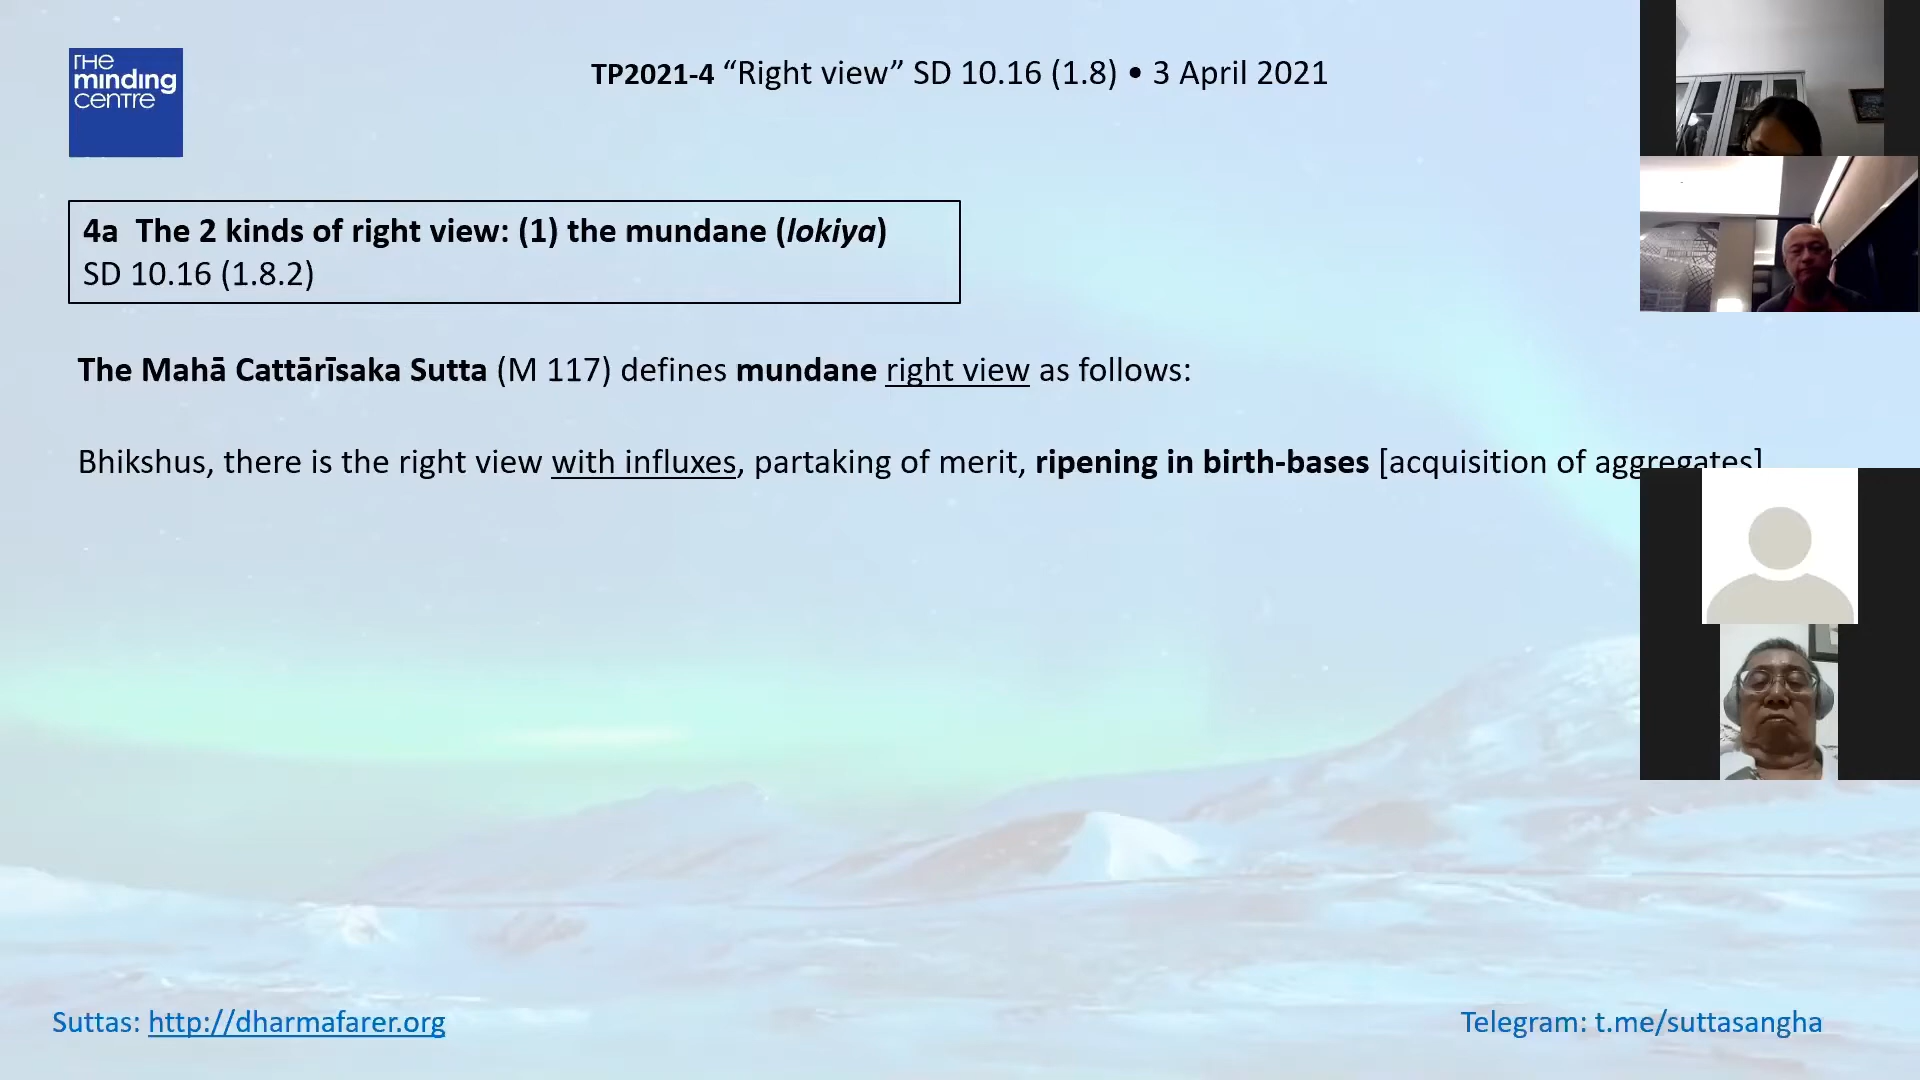 THE
minding
centre
TP2021-4 “Right view” SD 10.16 (1.8) • 3 April 2021
4a  The 2 kinds of right view: (1) the mundane (lokiya)
SD 10.16 (1.8.2)
The Mahā Cattārīsaka Sutta (M 117) defines mundane right view as follows:
Bhikshus, there is the right view with influxes, partaking of merit, ripening in birth-bases [acquisition of aggregates]
Suttas: http://dharmafarer.org
Telegram: t.me/suttasangha